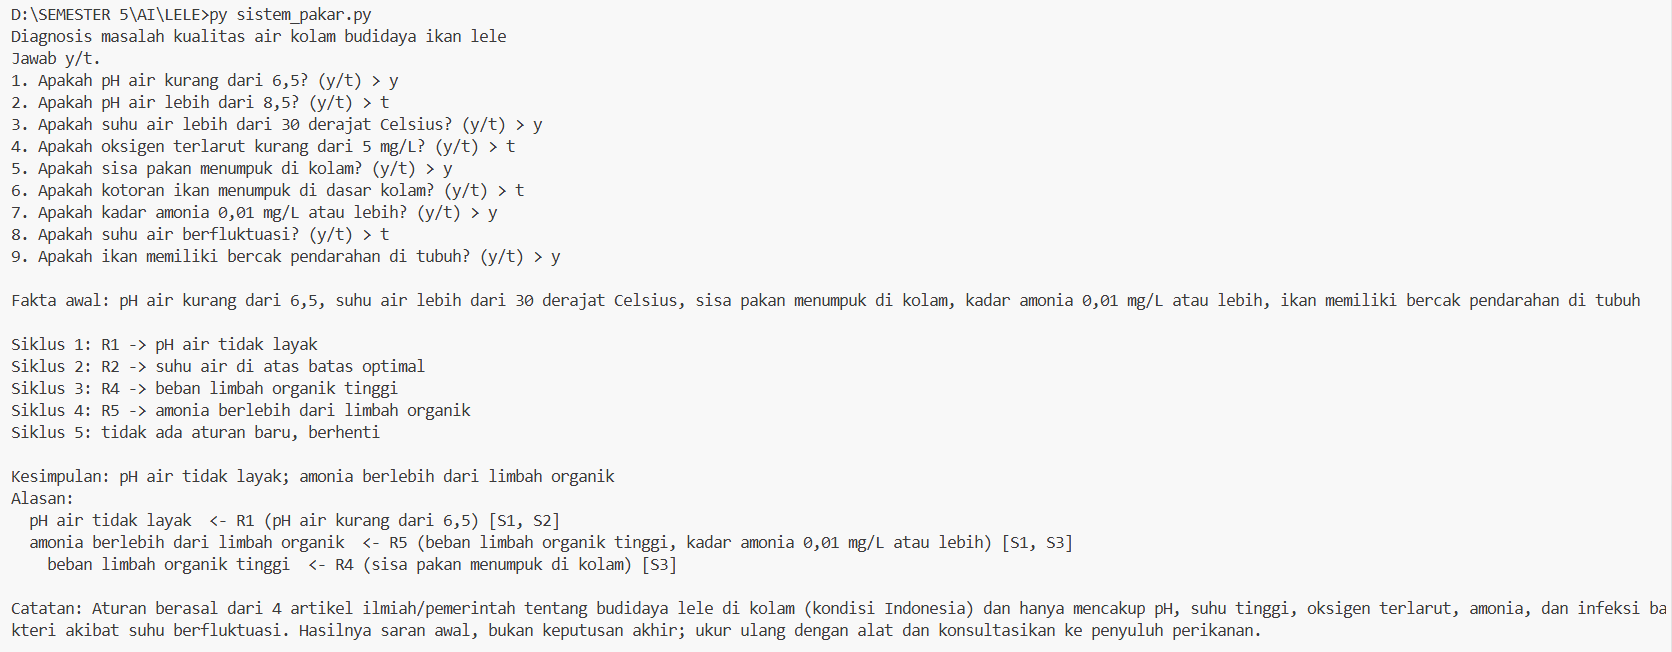 D:\SEMESTER 5\AI\LELE>py sistem_pakar.py
Diagnosis masalah kualitas air kolam budidaya ikan lele
Jawab y/t.
1. Apakah pH air kurang dari 6,5? (y/t) > y
2. Apakah pH air lebih dari 8,5? (y/t) > t
3. Apakah suhu air lebih dari 30 derajat Celsius? (y/t) > y
4. Apakah oksigen terlarut kurang dari 5 mg/L? (y/t) > t
5. Apakah sisa pakan menumpuk di kolam? (y/t) > y
6. Apakah kotoran ikan menumpuk di dasar kolam? (y/t) > t
7. Apakah kadar amonia 0,01 mg/L atau lebih? (y/t) > y
8. Apakah suhu air berfluktuasi? (y/t) > t
9. Apakah ikan memiliki bercak pendarahan di tubuh? (y/t) > y

Fakta awal: pH air kurang dari 6,5, suhu air lebih dari 30 derajat Celsius, sisa pakan menumpuk di kolam, kadar amonia 0,01 mg/L atau lebih, ikan memiliki bercak pendarahan di tubuh

Siklus 1: R1 -> pH air tidak layak
Siklus 2: R2 -> suhu air di atas batas optimal
Siklus 3: R4 -> beban limbah organik tinggi
Siklus 4: R5 -> amonia berlebih dari limbah organik
Siklus 5: tidak ada aturan baru, berhenti

Kesimpulan: pH air tidak layak; amonia berlebih dari limbah organik
Alasan:
  pH air tidak layak  <- R1 (pH air kurang dari 6,5) [S1, S2]
  amonia berlebih dari limbah organik  <- R5 (beban limbah organik tinggi, kadar amonia 0,01 mg/L atau lebih) [S1, S3]
    beban limbah organik tinggi  <- R4 (sisa pakan menumpuk di kolam) [S3]

Catatan: Aturan berasal dari 4 artikel ilmiah/pemerintah tentang budidaya lele di kolam (kondisi Indonesia) dan hanya mencakup pH, suhu tinggi, oksigen terlarut, amonia, dan infeksi ba
kteri akibat suhu berfluktuasi. Hasilnya saran awal, bukan keputusan akhir; ukur ulang dengan alat dan konsultasikan ke penyuluh perikanan.